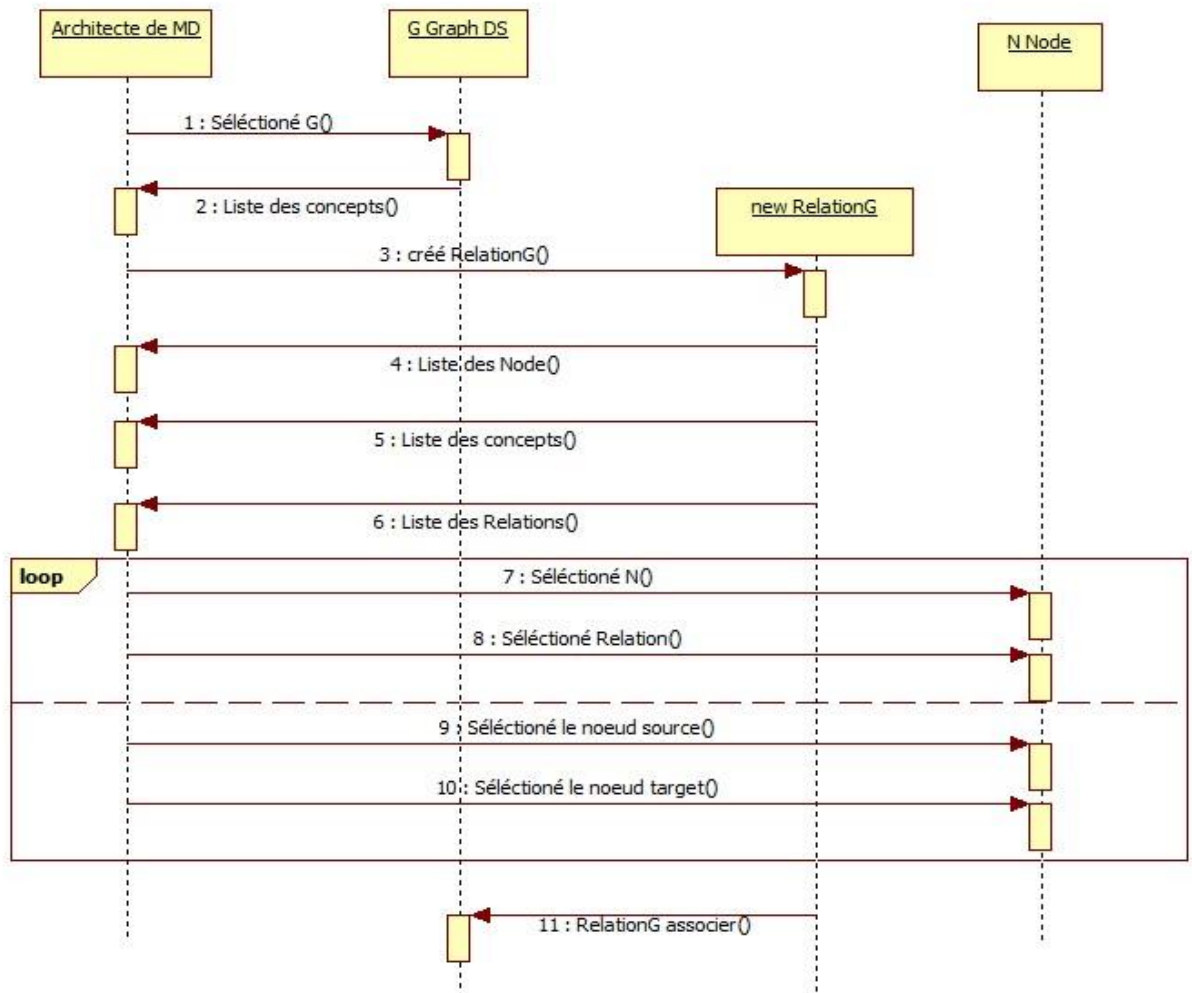 Architecte de MD
G Graph DS
N Node
1 : Séléctioné G()
2 : Liste des concepts()
new RelationG
3 : créé RelationG()
4 : Liste des Node()
5 : Liste des concepts()
6 : Liste des Relations()
loop
7 : Séléctioné N()
8 : Séléctioné Relation()
9 : Séléctioné le noeud source()
10 : Séléctioné le noeud target()
11 : RelationG associer()